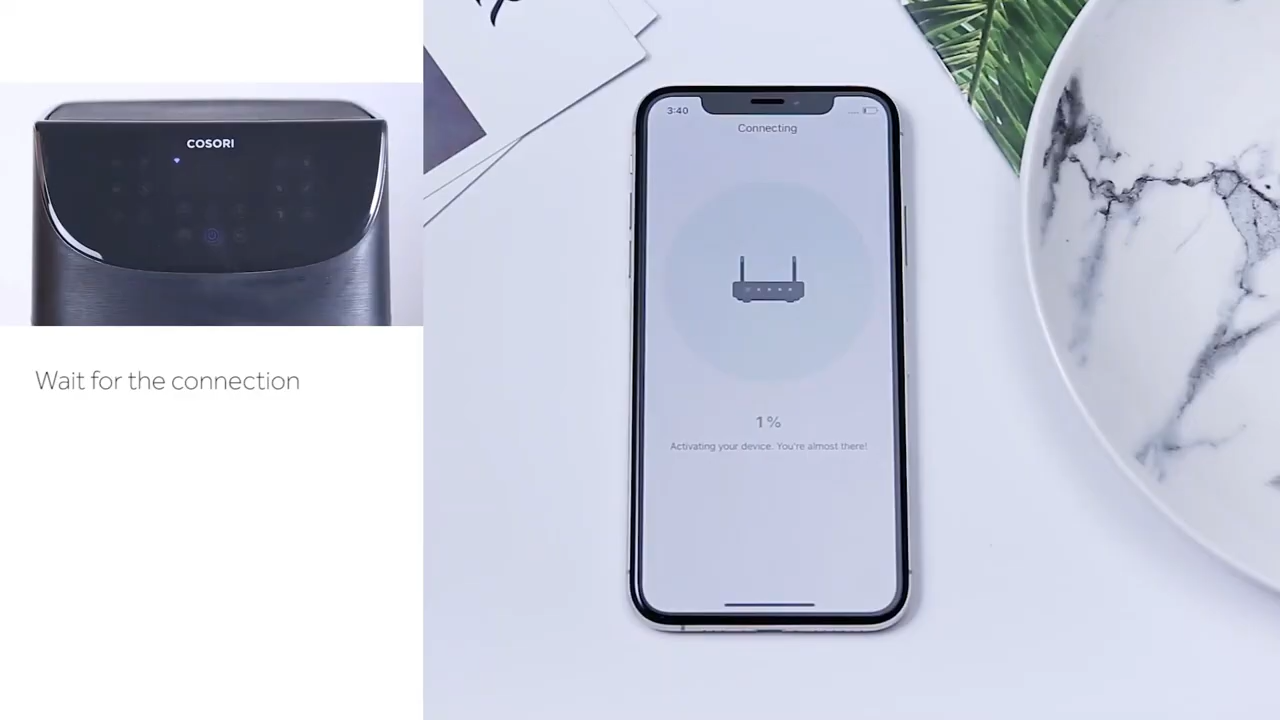 COSORI
Wait for the connection
3:40
Connecting
1%
Activating your device. You're almost there!